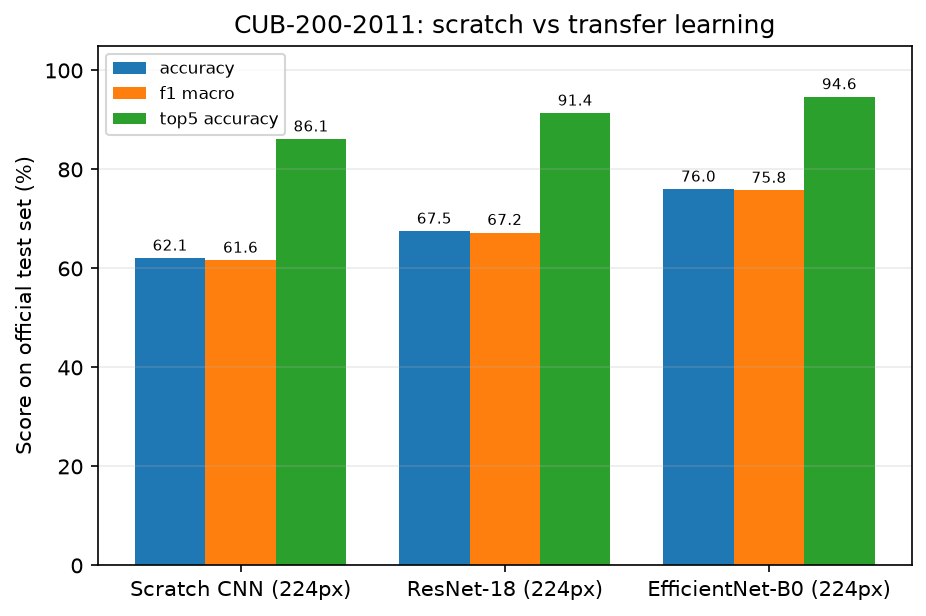 CUB-200-2011: scratch vs transfer learning
accuracy
f1 macro
top5 accuracy
Score on official test set (%)
100
80
60
40
20
0
62.1
61.6
86.1
67.5
67.2
91.4
76.0
75.8
94.6
Scratch CNN (224px)
ResNet-18 (224px)
EfficientNet-B0 (224px)